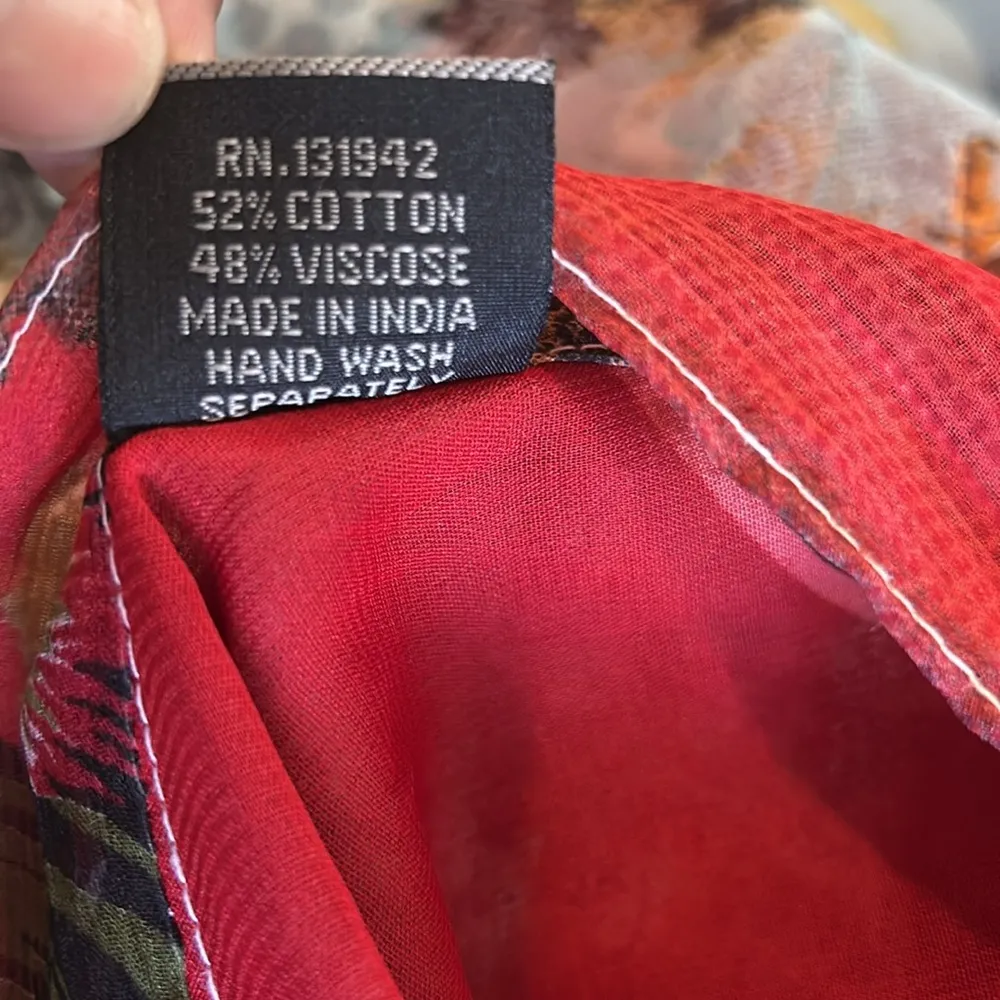 RN.131942
52% COTTON
48% VISCOSE
MADE IN INDIA
HAND WASH
SEPARATELY